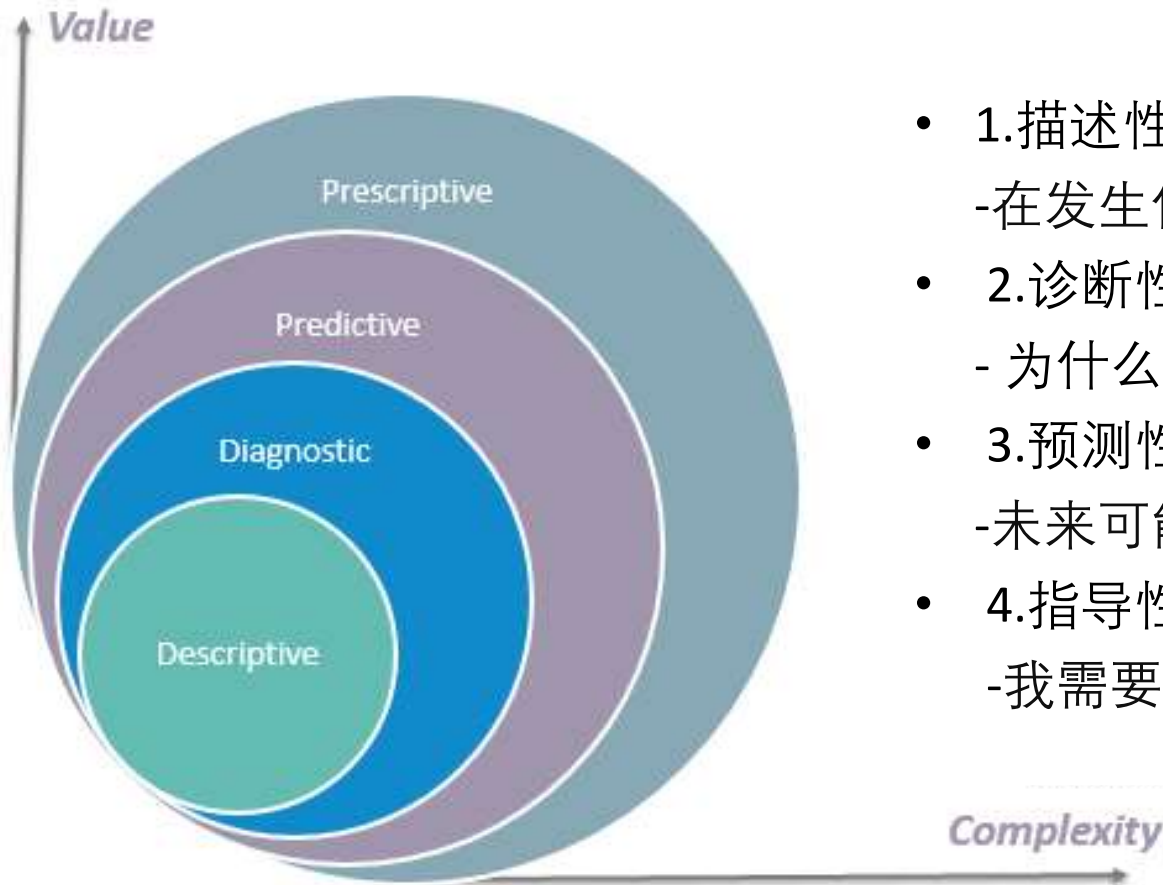 Value
Prescriptive
Predictive
Diagnostic
Descriptive
Complexity
• 1.描述性
-在发生
• 2.诊断性
- 为什么
• 3.预测性
-未来可
• 4.指导性
-我需要